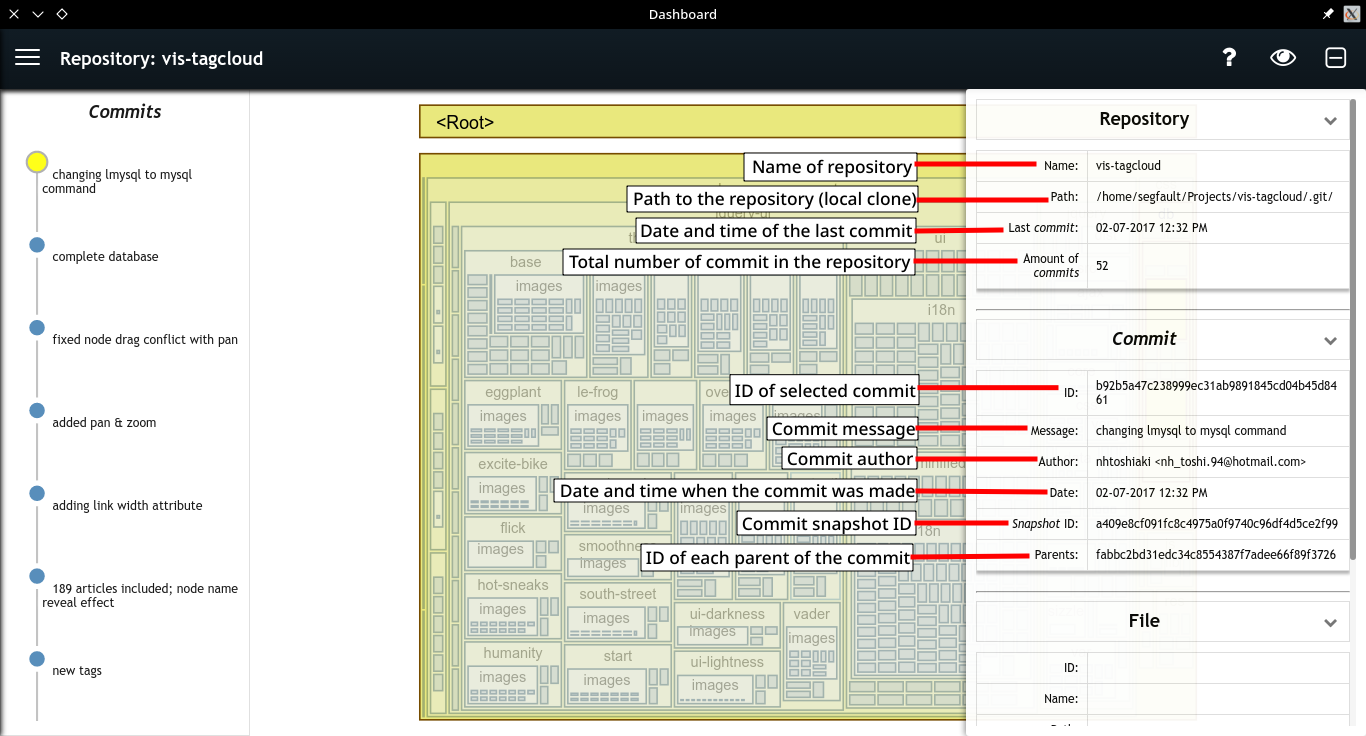 Dashboard
Repository: vis-tagcloud
?
Commits
changing lmysql to mysql
command
complete database
fixed node drag conflict with pan
added pan & zoom
adding link width attribute
189 articles included; node name
reveal effect
new tags
<Root>
ui
base
images
images
i18n
eggplant
images
le-frog
images
images
images
excite-bike
images
images
images
flick
images
smoothness
images
hot-sneaks
images
south-street
images
humanity
images
start
images
ui-darkness
images
ui-lightness
images
vader
images
Name of repository
Path to the repository (local clone)
Date and time of the last commit
Total number of commit in the repository
ID of selected commit
Commit message
Commit author
Date and time when the commit was made
Commit snapshot ID
ID of each parent of the commit
Repository
Name: vis-tagcloud
Path: /home/segfault/Projects/vis-tagcloud/.git/
Last commit: 02-07-2017 12:32 PM
Amount of
commits 52
Commit
ID: b92b5a47c238999ec31ab9891845cd04b45d84
61
Message: changing lmysql to mysql command
Author: nhtoshiaki <nh_toshi.94@hotmail.com>
Date: 02-07-2017 12:32 PM
Snapshot ID: a409e8cf091fc8c4975a0f9740c96df4d5ce2f99
Parents: fabbc2bd31edc34c8554387f7adee66f89f3726
File
ID:
Name: